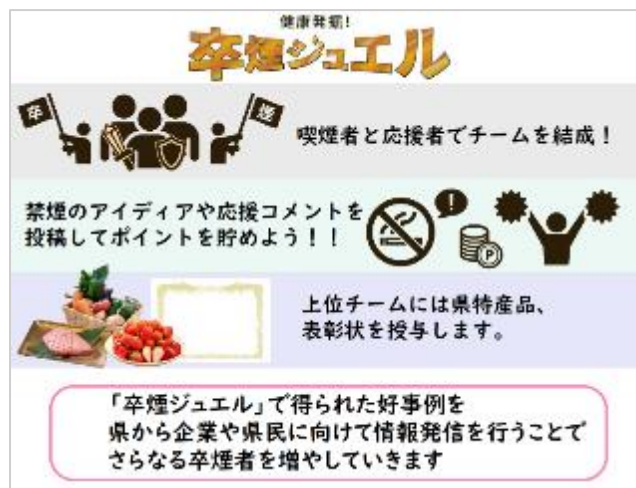 健康発掘!
卒煙ジュエル
卒
煙
喫煙者と応援者でチームを結成！
禁煙のアイディアや応援コメントを
投稿してポイントを貯めよう！！
!
P
上位チームには県特産品、
表彰状を授与します。
「卒煙ジュエル」で得られた好事例を
県から企業や県民に向けて情報発信を行うことで
さらなる卒煙者を増やしていきます